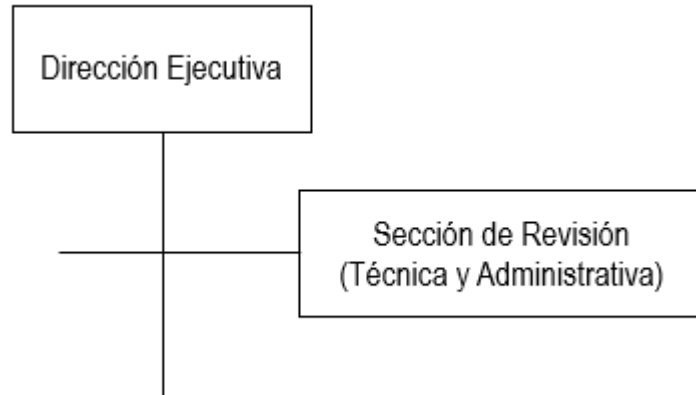 Dirección Ejecutiva
Sección de Revisión
(Técnica y Administrativa)